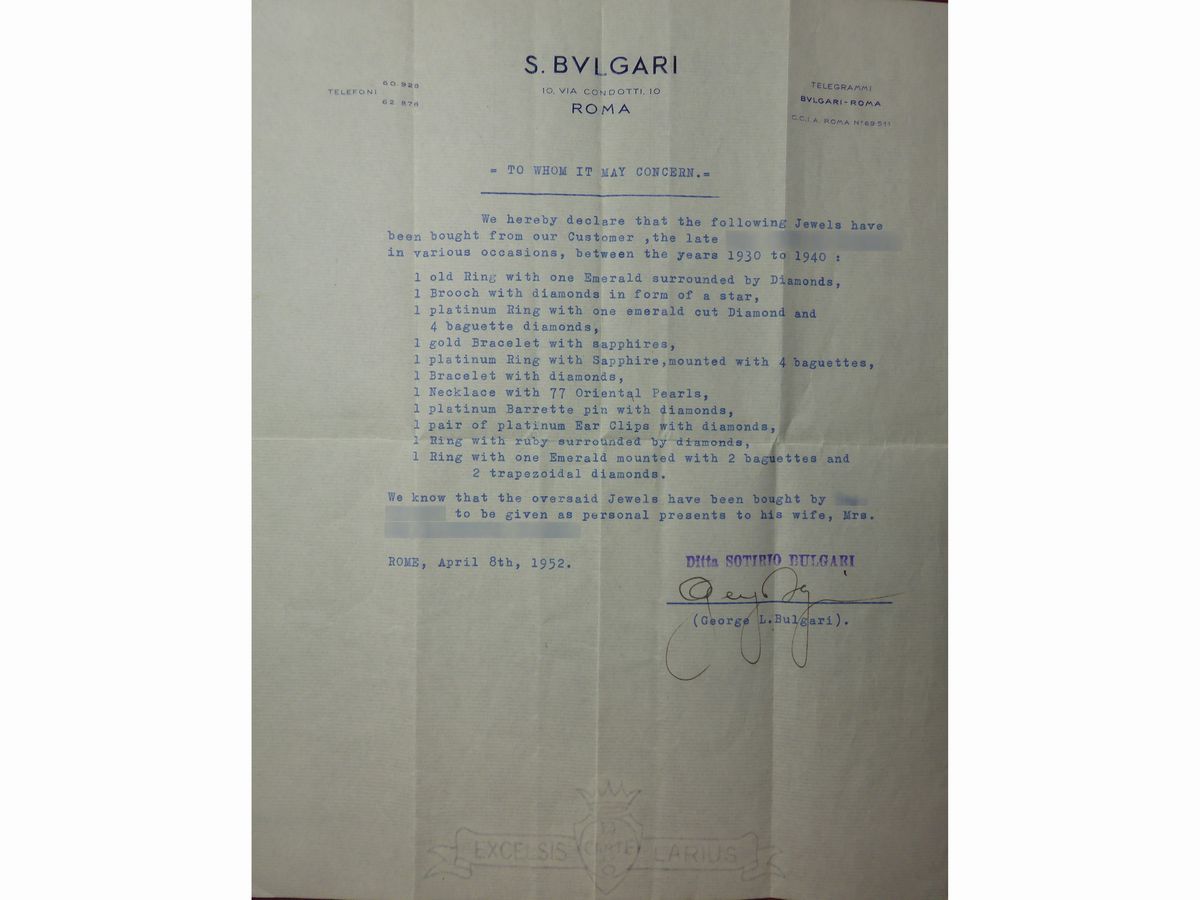 S. BVLGARI
10, VIA CONDOTTI, 10
ROMA
TELEFONI 60 928
62 876
TELEGRAMMI
BVLGARI-ROMA
C.C.I.A. ROMA N° 69-511
= TO WHOM IT MAY CONCERN.=
We hereby declare that the following Jewels have
been bought from our Customer ,the late
in various occasions, between the years 1930 to 1940 :
1 old Ring with one Emerald surrounded by Diamonds,
1 Brooch with diamonds in form of a star,
1 platinum Ring with one emerald cut Diamond and
4 baguette diamonds,
1 gold Bracelet with sapphires,
1 platinum Ring with Sapphire,mounted with 4 baguettes,
1 Bracelet with diamonds,
1 Necklace with 77 Oriental Pearls,
1 platinum Barrette pin with diamonds,
1 pair of platinum Ear Clips with diamonds,
1 Ring with ruby surrounded by diamonds,
1 Ring with one Emerald mounted with 2 baguettes and
2 trapezoidal diamonds.
We know that the oversaid Jewels have been bought by
to be given as personal presents to his wife, Mrs.
ROME, April 8th, 1952.
Ditta SOTIRIO BULGARI
(George L.Bulgari).
EXCELSIS
LARIUS